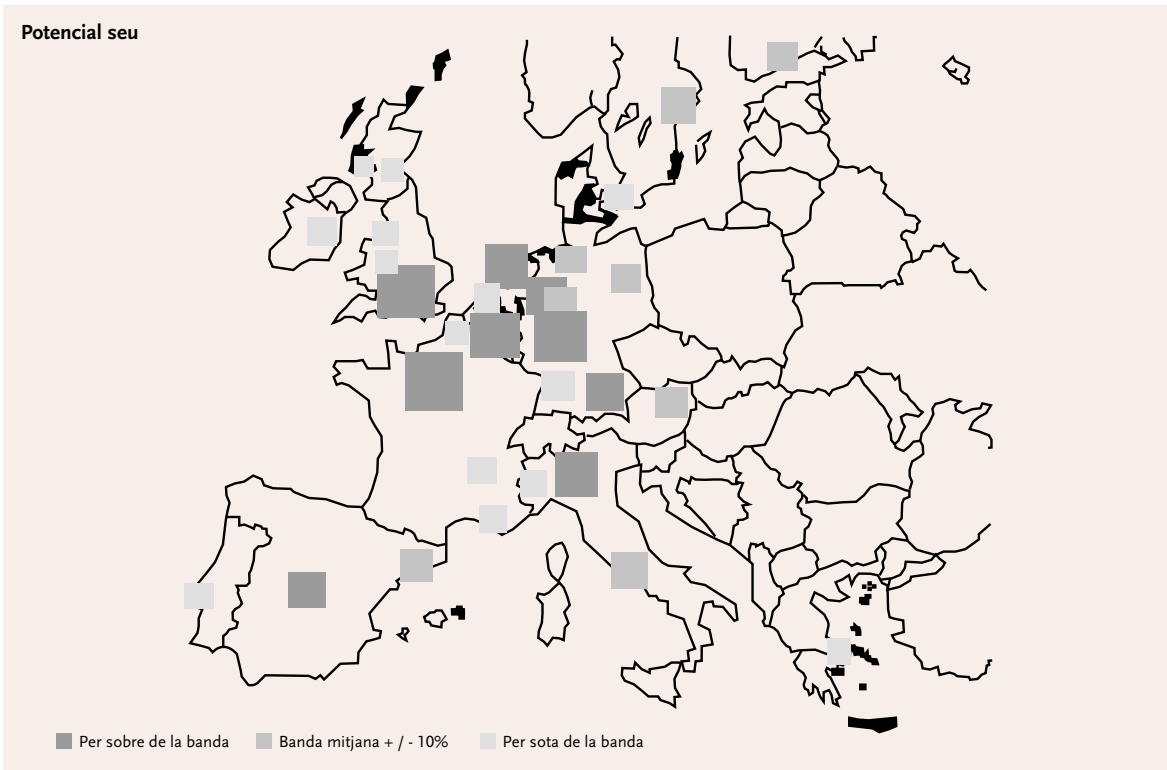 Potencial seu
Per sobre de la banda
Banda mitjana + / - 10%
Per sota de la banda